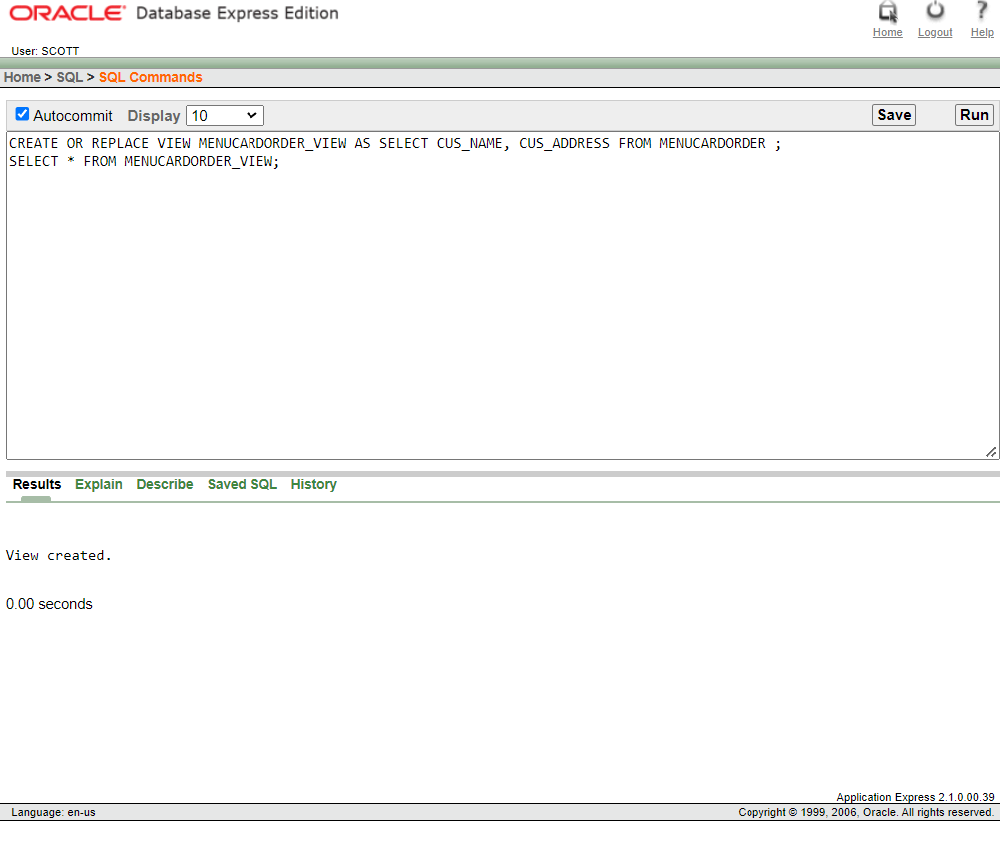 ORACLE Database Express Edition
Home Logout Help
User: SCOTT
Home > SQL > SQL Commands
Autocommit Display 10 Save Run
CREATE OR REPLACE VIEW MENUCARDORDER_VIEW AS SELECT CUS_NAME, CUS_ADDRESS FROM MENUCARDORDER ;
SELECT * FROM MENUCARDORDER_VIEW;
Results Explain Describe Saved SQL History
View created.
0.00 seconds
Application Express 2.1.0.00.39
Language: en-us Copyright © 1999, 2006, Oracle. All rights reserved.